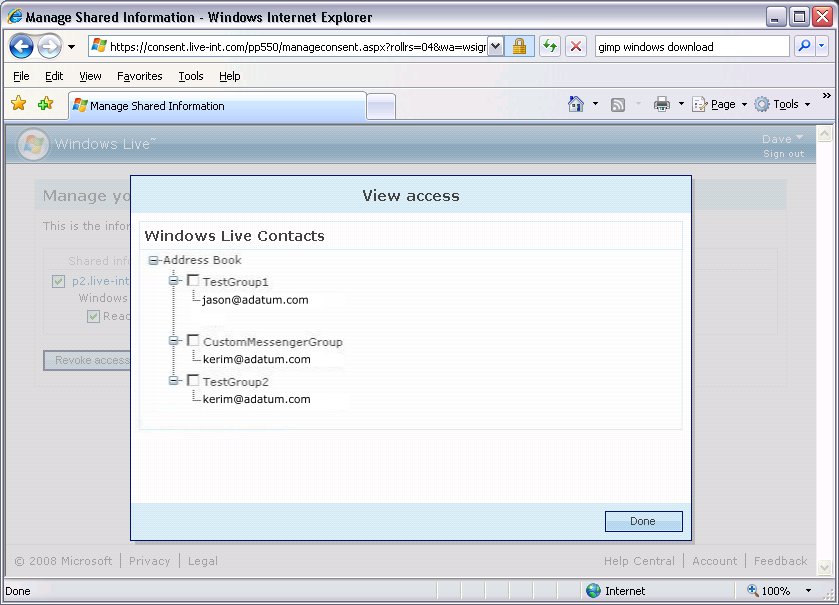 Manage Shared Information - Windows Internet Explorer
https://consent.live-int.com/pp550/manageconsent.aspx?rollrs=04&wa=wsigr
gimp windows download
File Edit View Favorites Tools Help
Manage Shared Information
Page Tools
Windows Live™
Dave
Sign out
Manage yo
This is the infor
Shared info
p2.live-int
Windows
Read
Revoke access
View access
Windows Live Contacts
Address Book
TestGroup1
jason@adatum.com
CustomMessengerGroup
kerim@adatum.com
TestGroup2
kerim@adatum.com
Done
© 2008 Microsoft Privacy Legal Help Central Account Feedback
Done Internet 100%